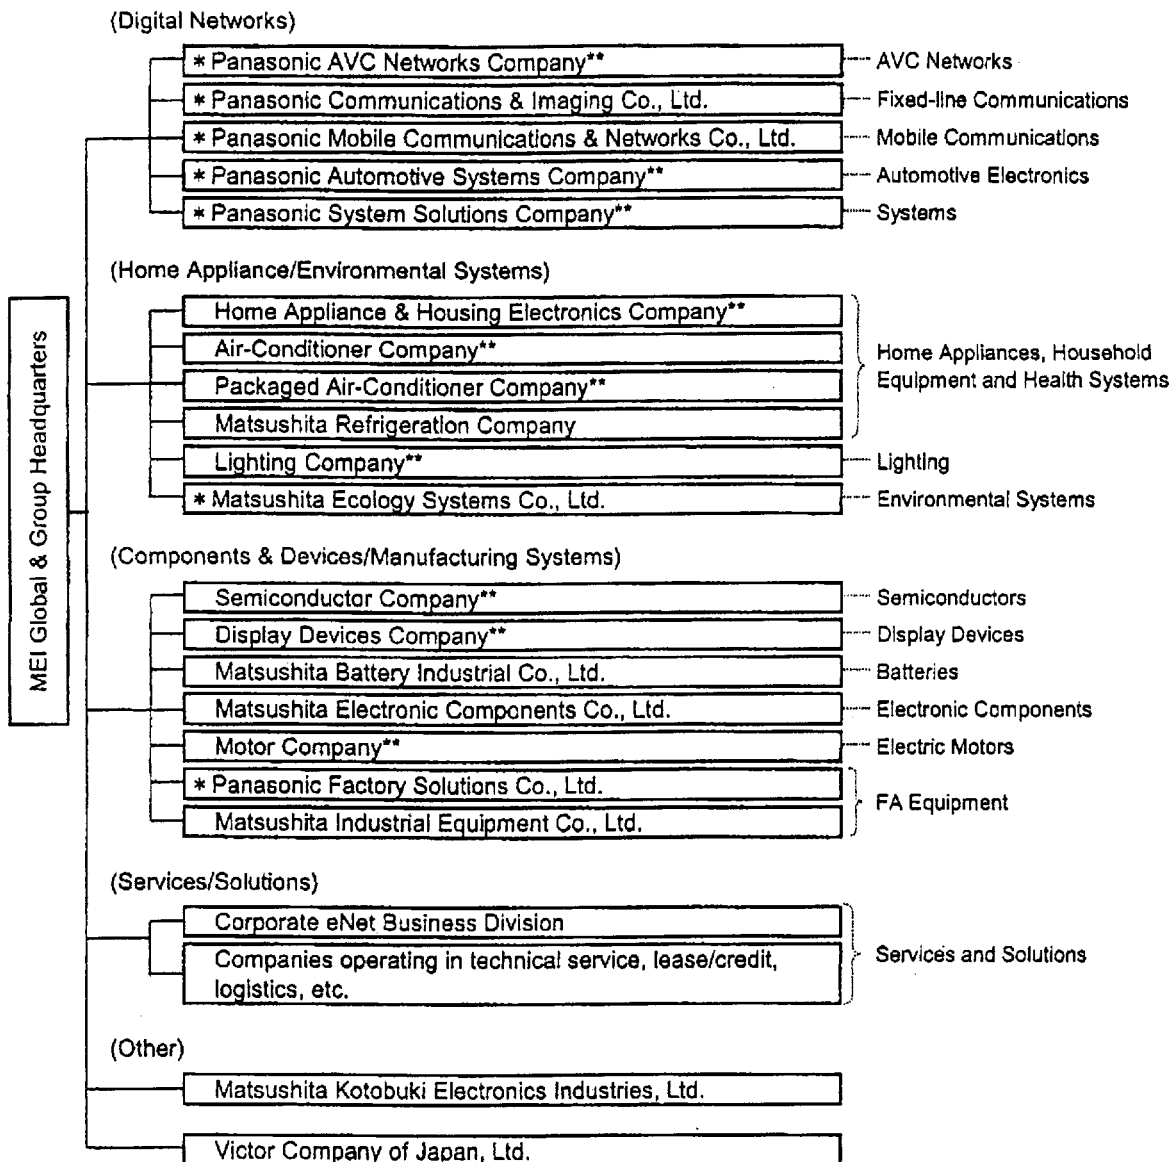 (Digital Networks)
* Panasonic AVC Networks Company**
AVC Networks
* Panasonic Communications & Imaging Co., Ltd.
Fixed-line Communications
* Panasonic Mobile Communications & Networks Co., Ltd.
Mobile Communications
* Panasonic Automotive Systems Company**
Automotive Electronics
* Panasonic System Solutions Company**
Systems
MEI Global & Group Headquarters
(Home Appliance/Environmental Systems)
Home Appliance & Housing Electronics Company**
Air-Conditioner Company**
Packaged Air-Conditioner Company**
Matsushita Refrigeration Company
Home Appliances, Household
Equipment and Health Systems
Lighting Company**
Lighting
* Matsushita Ecology Systems Co., Ltd.
Environmental Systems
(Components & Devices/Manufacturing Systems)
Semiconductor Company**
Semiconductors
Display Devices Company**
Display Devices
Matsushita Battery Industrial Co., Ltd.
Batteries
Matsushita Electronic Components Co., Ltd.
Electronic Components
Motor Company**
Electric Motors
* Panasonic Factory Solutions Co., Ltd.
Matsushita Industrial Equipment Co., Ltd.
FA Equipment
(Services/Solutions)
Corporate eNet Business Division
Companies operating in technical service, lease/credit,
logistics, etc.
Services and Solutions
(Other)
Matsushita Kotobuki Electronics Industries, Ltd.
Victor Company of Japan, Ltd.